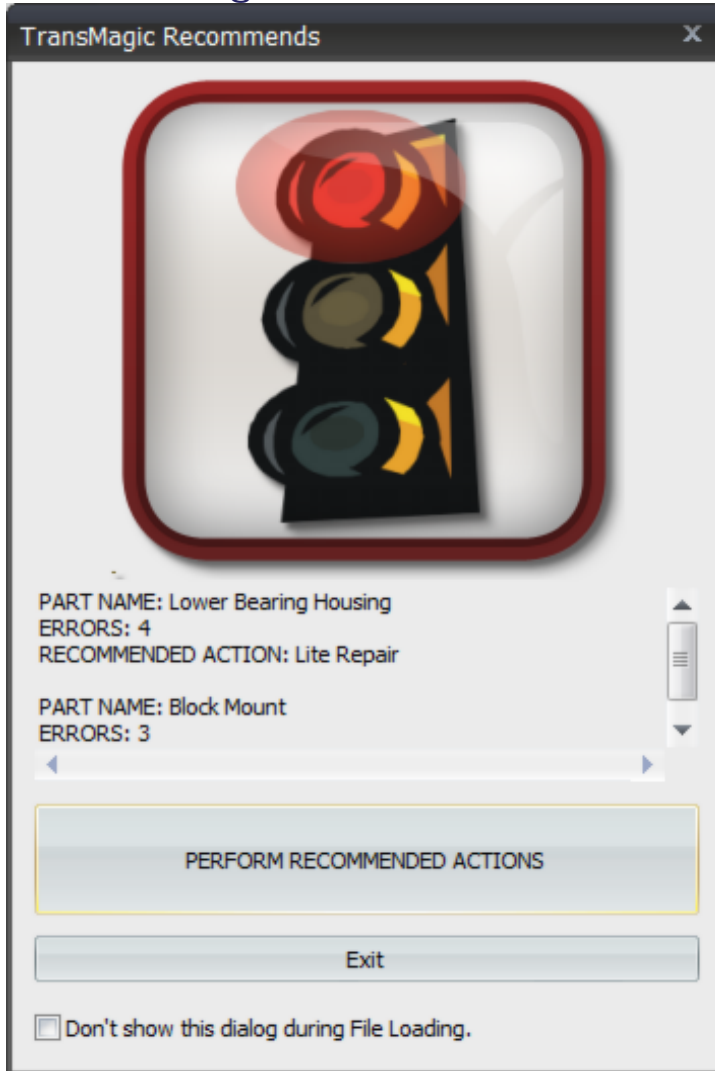 TransMagic Recommends
PART NAME: Lower Bearing Housing
ERRORS: 4
RECOMMENDED ACTION: Lite Repair
PART NAME: Block Mount
ERRORS: 3
PERFORM RECOMMENDED ACTIONS
Exit
Don't show this dialog during File Loading.